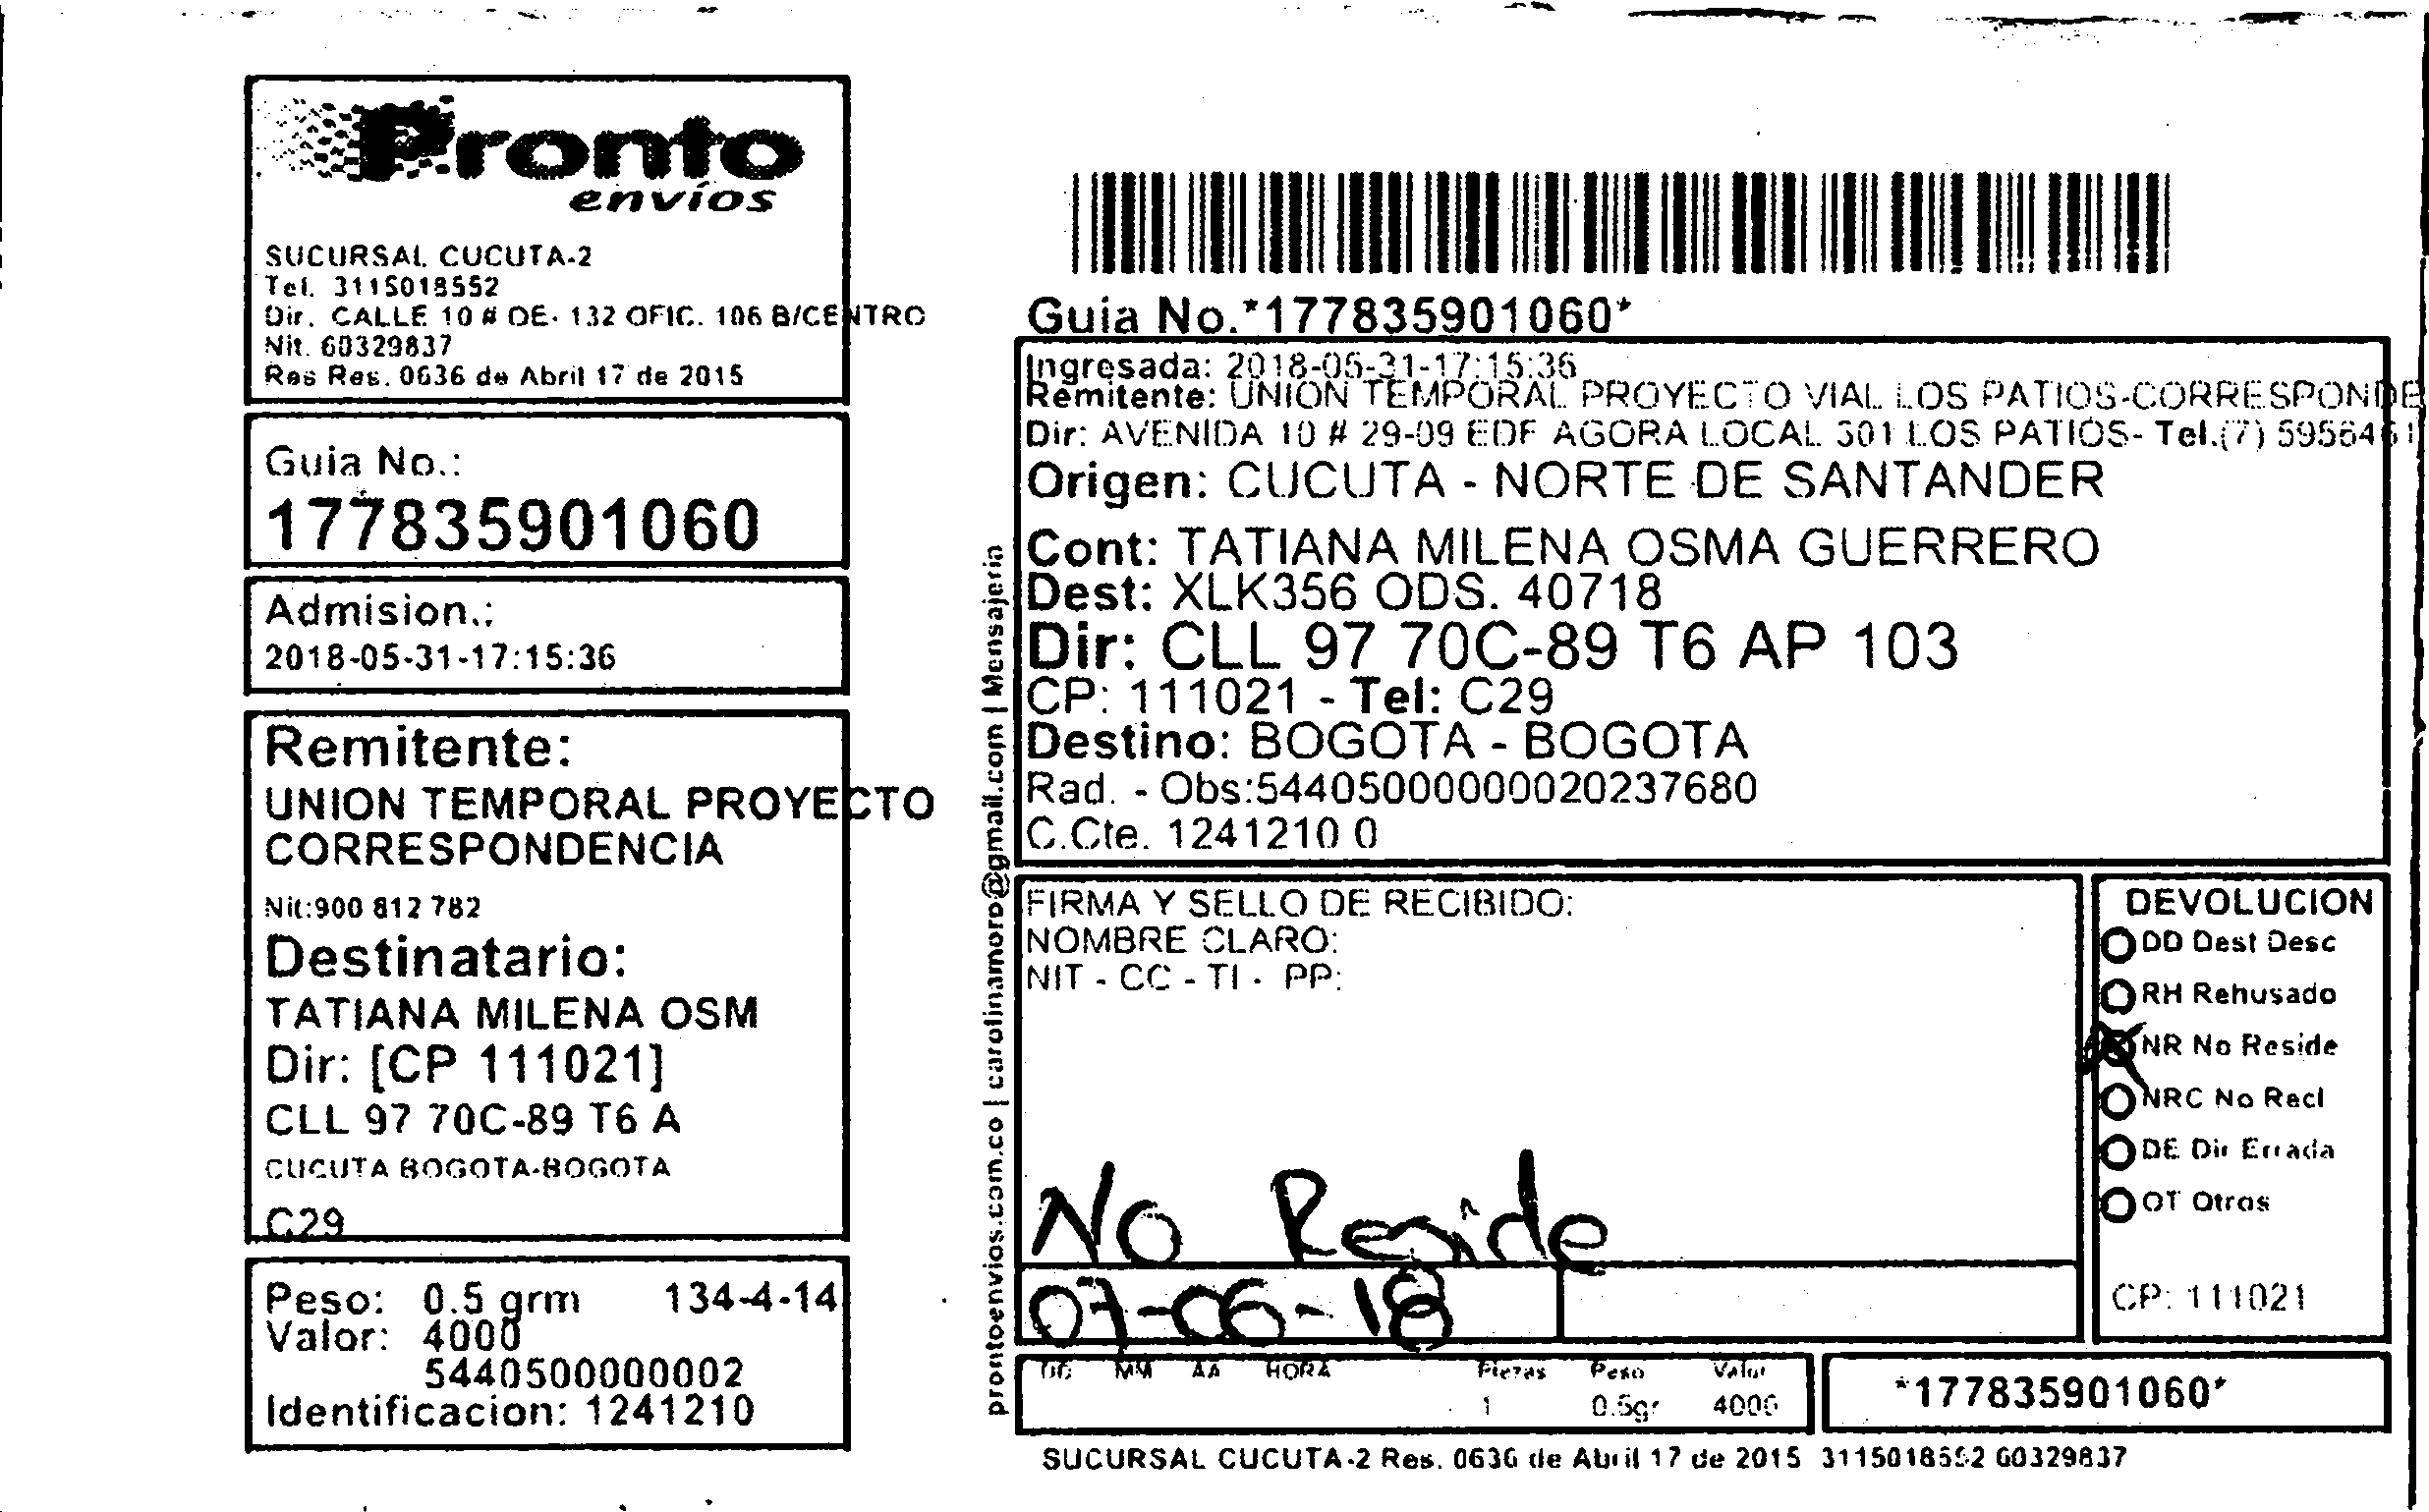 Pronto
envíos
SUCURSAL CUCUTA-2
Tel. 3115018552
Dir. CALLE 10 # OE- 132 OFIC. 106 B/CENTRO
Nit. 60329837
Res Res. 0636 de Abril 17 de 2015
Guia No.:
177835901060
Admision.:
2018-05-31-17:15:36
Remitente:
UNION TEMPORAL PROYECTO
CORRESPONDENCIA
Nit:900 812 782
Destinatario:
TATIANA MILENA OSM
Dir: [CP 111021]
CLL 97 70C-89 T6 A
CUCUTA BOGOTA-BOGOTA
C29
Peso: 0.5 grm 134-4-14
Valor: 4000
5440500000002
Identificacion: 1241210
prontoenvios.com.co | carolinamoro@gmail.com | Mensajeria
Guia No.*177835901060*
Ingresada: 2018-05-31-17:15:36
Remitente: UNION TEMPORAL PROYECTO VIAL LOS PATIOS-CORRESPONDE
Dir: AVENIDA 10 # 29-09 EDF AGORA LOCAL 301 LOS PATIOS- Tel.(7)
Origen: CUCUTA - NORTE DE SANTANDER
Cont: TATIANA MILENA OSMA GUERRERO
Dest: XLK356 ODS. 40718
Dir: CLL 97 70C-89 T6 AP 103
CP: 111021 - Tel: C29
Destino: BOGOTA - BOGOTA
Rad. - Obs:544050000000020237680
C.Cte. 1241210 0
FIRMA Y SELLO DE RECIBIDO:
NOMBRE CLARO:
NIT - CC - TI - PP:
No Reside
07-06-18
DD MM AA HORA Piezas Peso Valor
1 0.5gr 4000
DEVOLUCION
DD Dest Desc
RH Rehusado
NR No Reside
NRC No Recl
DE Dir Errada
OT Otros
CP: 111021
*177835901060*
SUCURSAL CUCUTA-2 Res. 0636 de Abril 17 de 2015 3115018552 60329837